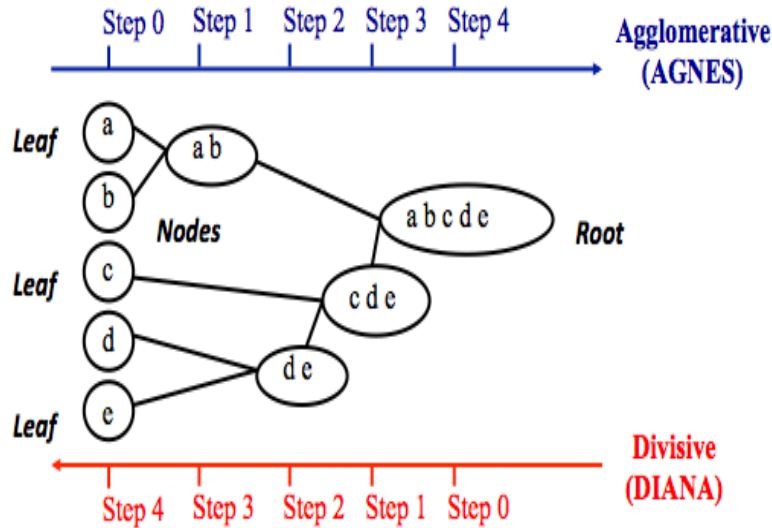 Step 0 Step 1 Step 2 Step 3 Step 4
Agglomerative
(AGNES)
Leaf
a
a b
b
Nodes
a b c d e
Root
Leaf
c
c d e
d
d e
Leaf
e
Divisive
(DIANA)
Step 4 Step 3 Step 2 Step 1 Step 0